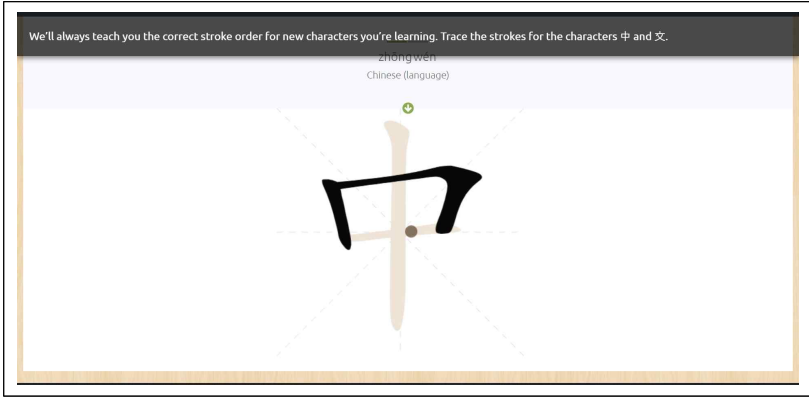 We'll always teach you the correct stroke order for new characters you're learning. Trace the strokes for the characters 中 and 文.
zhōngwén
Chinese (language)
中